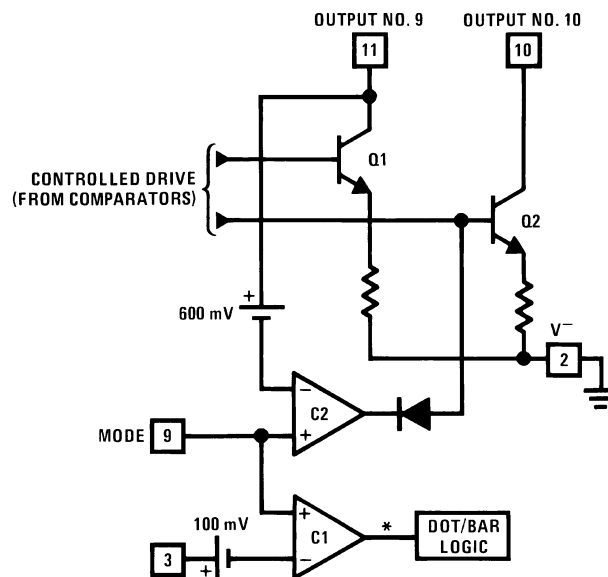 OUTPUT NO. 9
OUTPUT NO. 10
11
10
Q1
CONTROLLED DRIVE
(FROM COMPARATORS)
Q2
+
600 mV
V−
2
−
C2
MODE 9
+
100 mV
+
C1
*
DOT/BAR
LOGIC
3
+
−